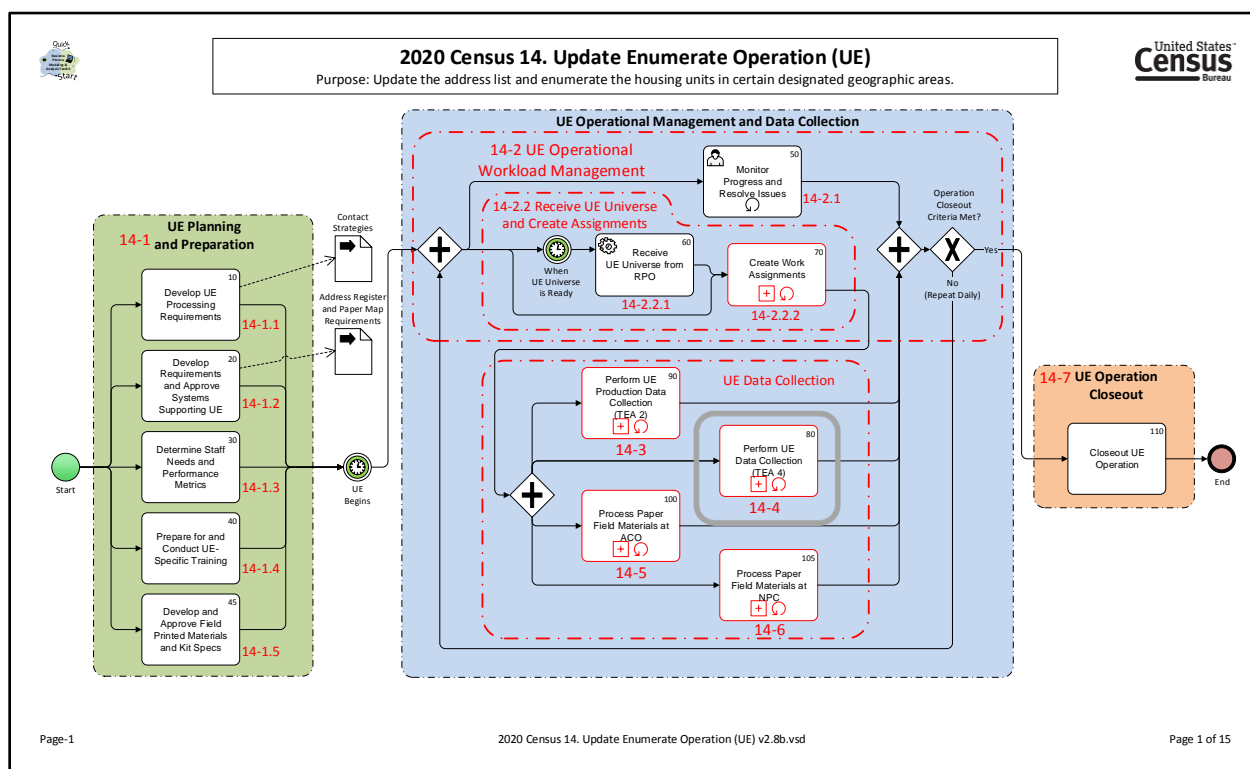 Quick
Start
2020 Census 14. Update Enumerate Operation (UE)
Purpose: Update the address list and enumerate the housing units in certain designated geographic areas.
United States™
Census
Bureau
UE Operational Management and Data Collection
14-2 UE Operational
Workload Management
50
Monitor
Progress and
Resolve Issues
14-2.1
Operation
Closeout
Criteria Met?
14-2.2 Receive UE Universe
and Create Assignments
When
UE Universe
is Ready
60
Receive
UE Universe from
RPO
14-2.2.1
70
Create Work
Assignments
14-2.2.2
X
Yes
No
(Repeat Daily)
UE Planning
and Preparation
14-1
Contact
Strategies
10
Develop UE
Processing
Requirements
14-1.1
Address Register
and Paper Map
Requirements
20
Develop
Requirements
and Approve
Systems
Supporting UE
14-1.2
30
Determine Staff
Needs and
Performance
Metrics
14-1.3
40
Prepare for and
Conduct UE-
Specific Training
14-1.4
45
Develop and
Approve Field
Printed Materials
and Kit Specs
14-1.5
Start
UE
Begins
UE Data Collection
90
Perform UE
Production Data
Collection
(TEA 2)
14-3
80
Perform UE
Data Collection
(TEA 4)
14-4
100
Process Paper
Field Materials at
ACO
14-5
105
Process Paper
Field Materials at
NPC
14-6
14-7 UE Operation
Closeout
110
Closeout UE
Operation
End
Page-1
2020 Census 14. Update Enumerate Operation (UE) v2.8b.vsd
Page 1 of 15